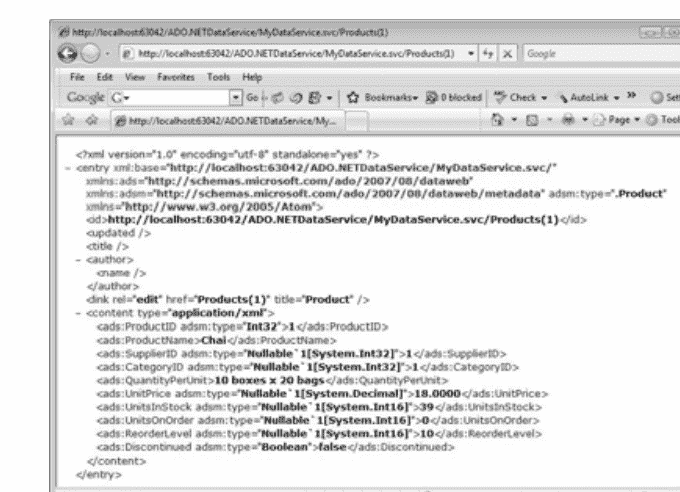 http://localhost:63042/ADO.NETDataService/MyDataService.svc/Products(1)
http://localhost:63042/ADO.NETDataService/MyDataService.svc/Products(1) Google
File Edit View Favorites Tools Help
Google G Go Bookmarks 0 blocked Check AutoLink » Set
http://localhost:63042/ADO.NETDataService/My... Page Tool
<?xml version="1.0" encoding="utf-8" standalone="yes" ?>
- <entry xml:base="http://localhost:63042/ADO.NETDataService/MyDataService.svc/"
xmlns:ads="http://schemas.microsoft.com/ado/2007/08/dataweb"
xmlns:adsm="http://schemas.microsoft.com/ado/2007/08/dataweb/metadata" adsm:type=".Product"
xmlns="http://www.w3.org/2005/Atom">
<id>http://localhost:63042/ADO.NETDataService/MyDataService.svc/Products(1)</id>
<updated />
<title />
- <author>
<name />
</author>
<link rel="edit" href="Products(1)" title="Product" />
- <content type="application/xml">
<ads:ProductID adsm:type="Int32">1</ads:ProductID>
<ads:ProductName>Chai</ads:ProductName>
<ads:SupplierID adsm:type="Nullable`1[System.Int32]">1</ads:SupplierID>
<ads:CategoryID adsm:type="Nullable`1[System.Int32]">1</ads:CategoryID>
<ads:QuantityPerUnit>10 boxes x 20 bags</ads:QuantityPerUnit>
<ads:UnitPrice adsm:type="Nullable`1[System.Decimal]">18.0000</ads:UnitPrice>
<ads:UnitsInStock adsm:type="Nullable`1[System.Int16]">39</ads:UnitsInStock>
<ads:UnitsOnOrder adsm:type="Nullable`1[System.Int16]">0</ads:UnitsOnOrder>
<ads:ReorderLevel adsm:type="Nullable`1[System.Int16]">10</ads:ReorderLevel>
<ads:Discontinued adsm:type="Boolean">false</ads:Discontinued>
</content>
</entry>